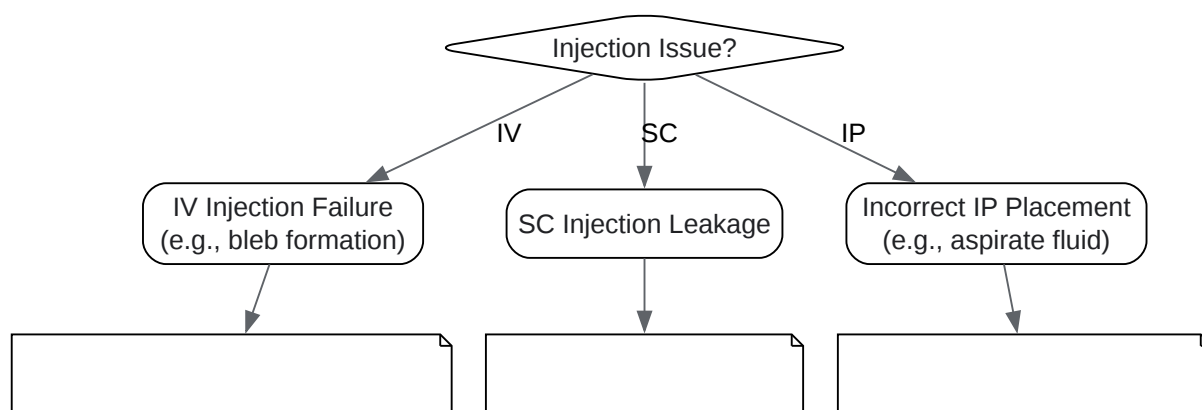 Injection Issue?
IV
SC
IP
IV Injection Failure
(e.g., bleb formation)
SC Injection Leakage
Incorrect IP Placement
(e.g., aspirate fluid)